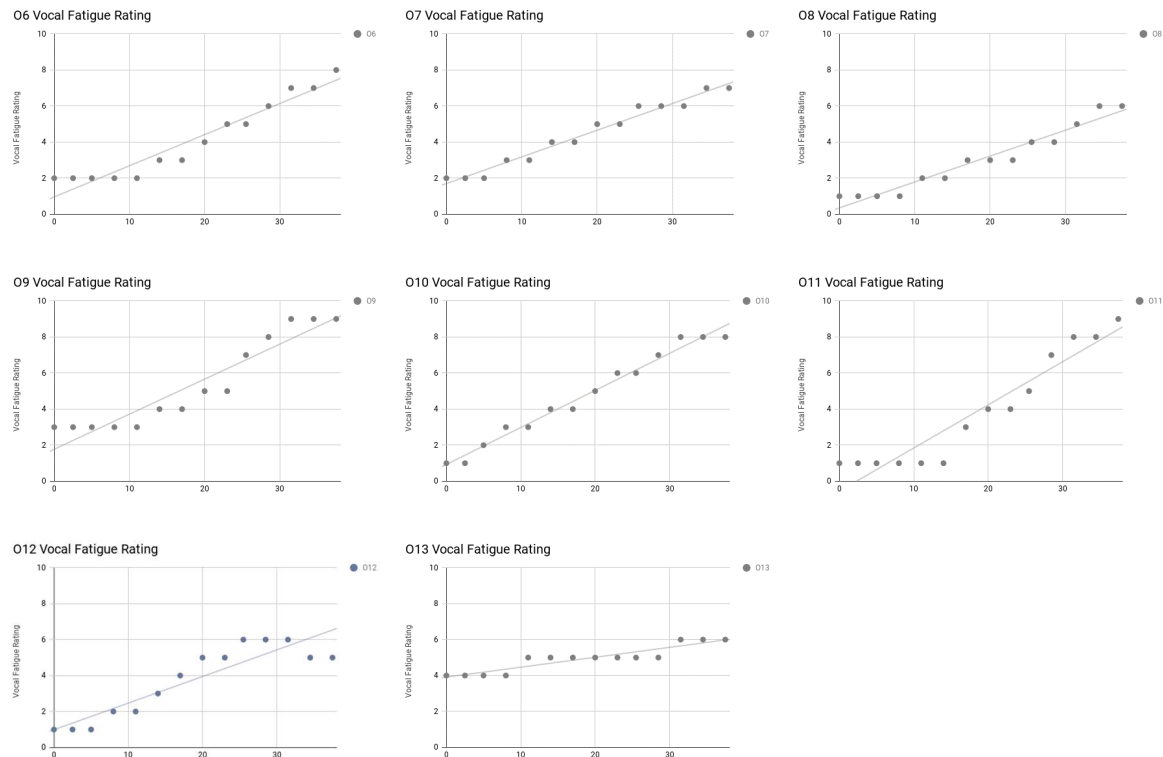 O6 Vocal Fatigue Rating
O6
10
8
6
4
2
0
Vocal Fatigue Rating
0 10 20 30
O7 Vocal Fatigue Rating
O7
10
8
6
4
2
0
Vocal Fatigue Rating
0 10 20 30
O8 Vocal Fatigue Rating
O8
10
8
6
4
2
0
Vocal Fatigue Rating
0 10 20 30
O9 Vocal Fatigue Rating
O9
10
8
6
4
2
0
Vocal Fatigue Rating
0 10 20 30
O10 Vocal Fatigue Rating
O10
10
8
6
4
2
0
Vocal Fatigue Rating
0 10 20 30
O11 Vocal Fatigue Rating
O11
10
8
6
4
2
0
Vocal Fatigue Rating
0 10 20 30
O12 Vocal Fatigue Rating
O12
10
8
6
4
2
0
Vocal Fatigue Rating
0 10 20 30
O13 Vocal Fatigue Rating
O13
10
8
6
4
2
0
Vocal Fatigue Rating
0 10 20 30